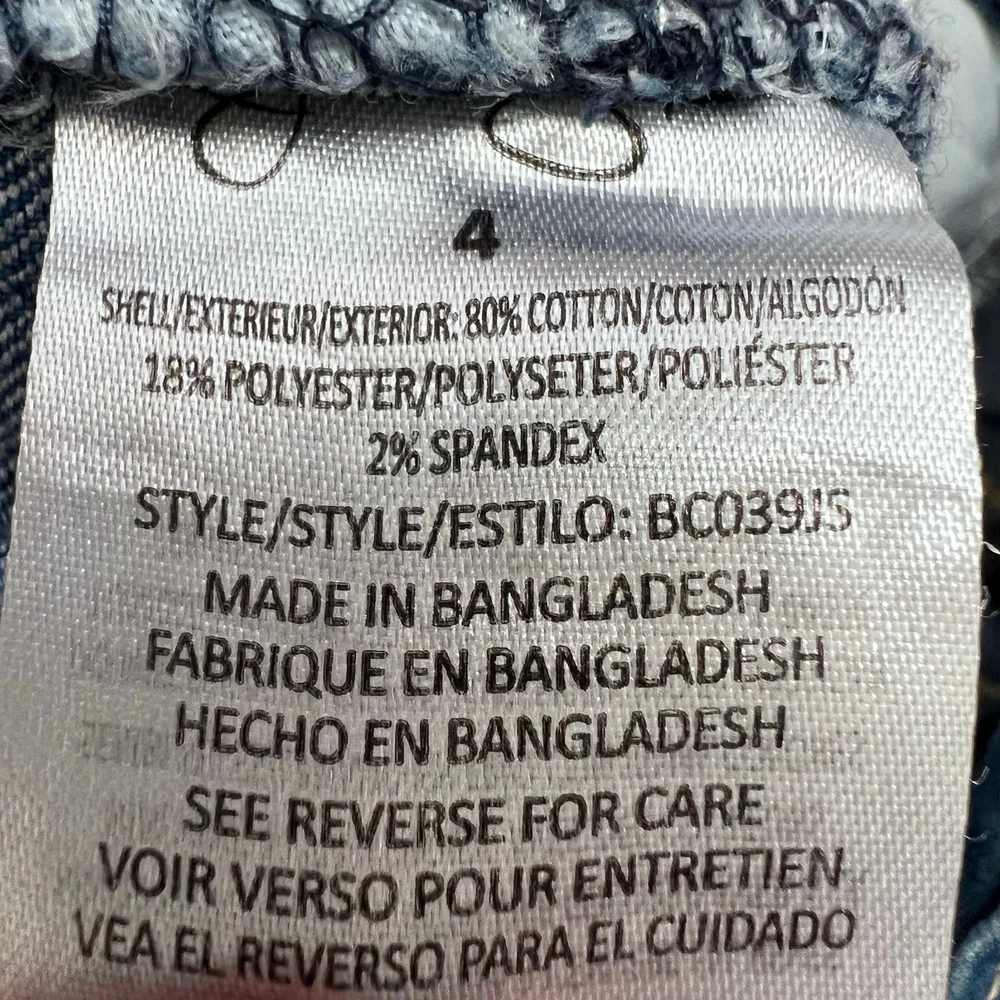 4
SHELL/EXTERIEUR/EXTERIOR: 80% COTTON/COTON/ALGODÓN
18% POLYESTER/POLYSETER/POLIÉSTER
2% SPANDEX
STYLE/STYLE/ESTILO: BC039JS
MADE IN BANGLADESH
FABRIQUE EN BANGLADESH
HECHO EN BANGLADESH
SEE REVERSE FOR CARE
VOIR VERSO POUR ENTRETIEN
VEA EL REVERSO PARA EL CUIDADO